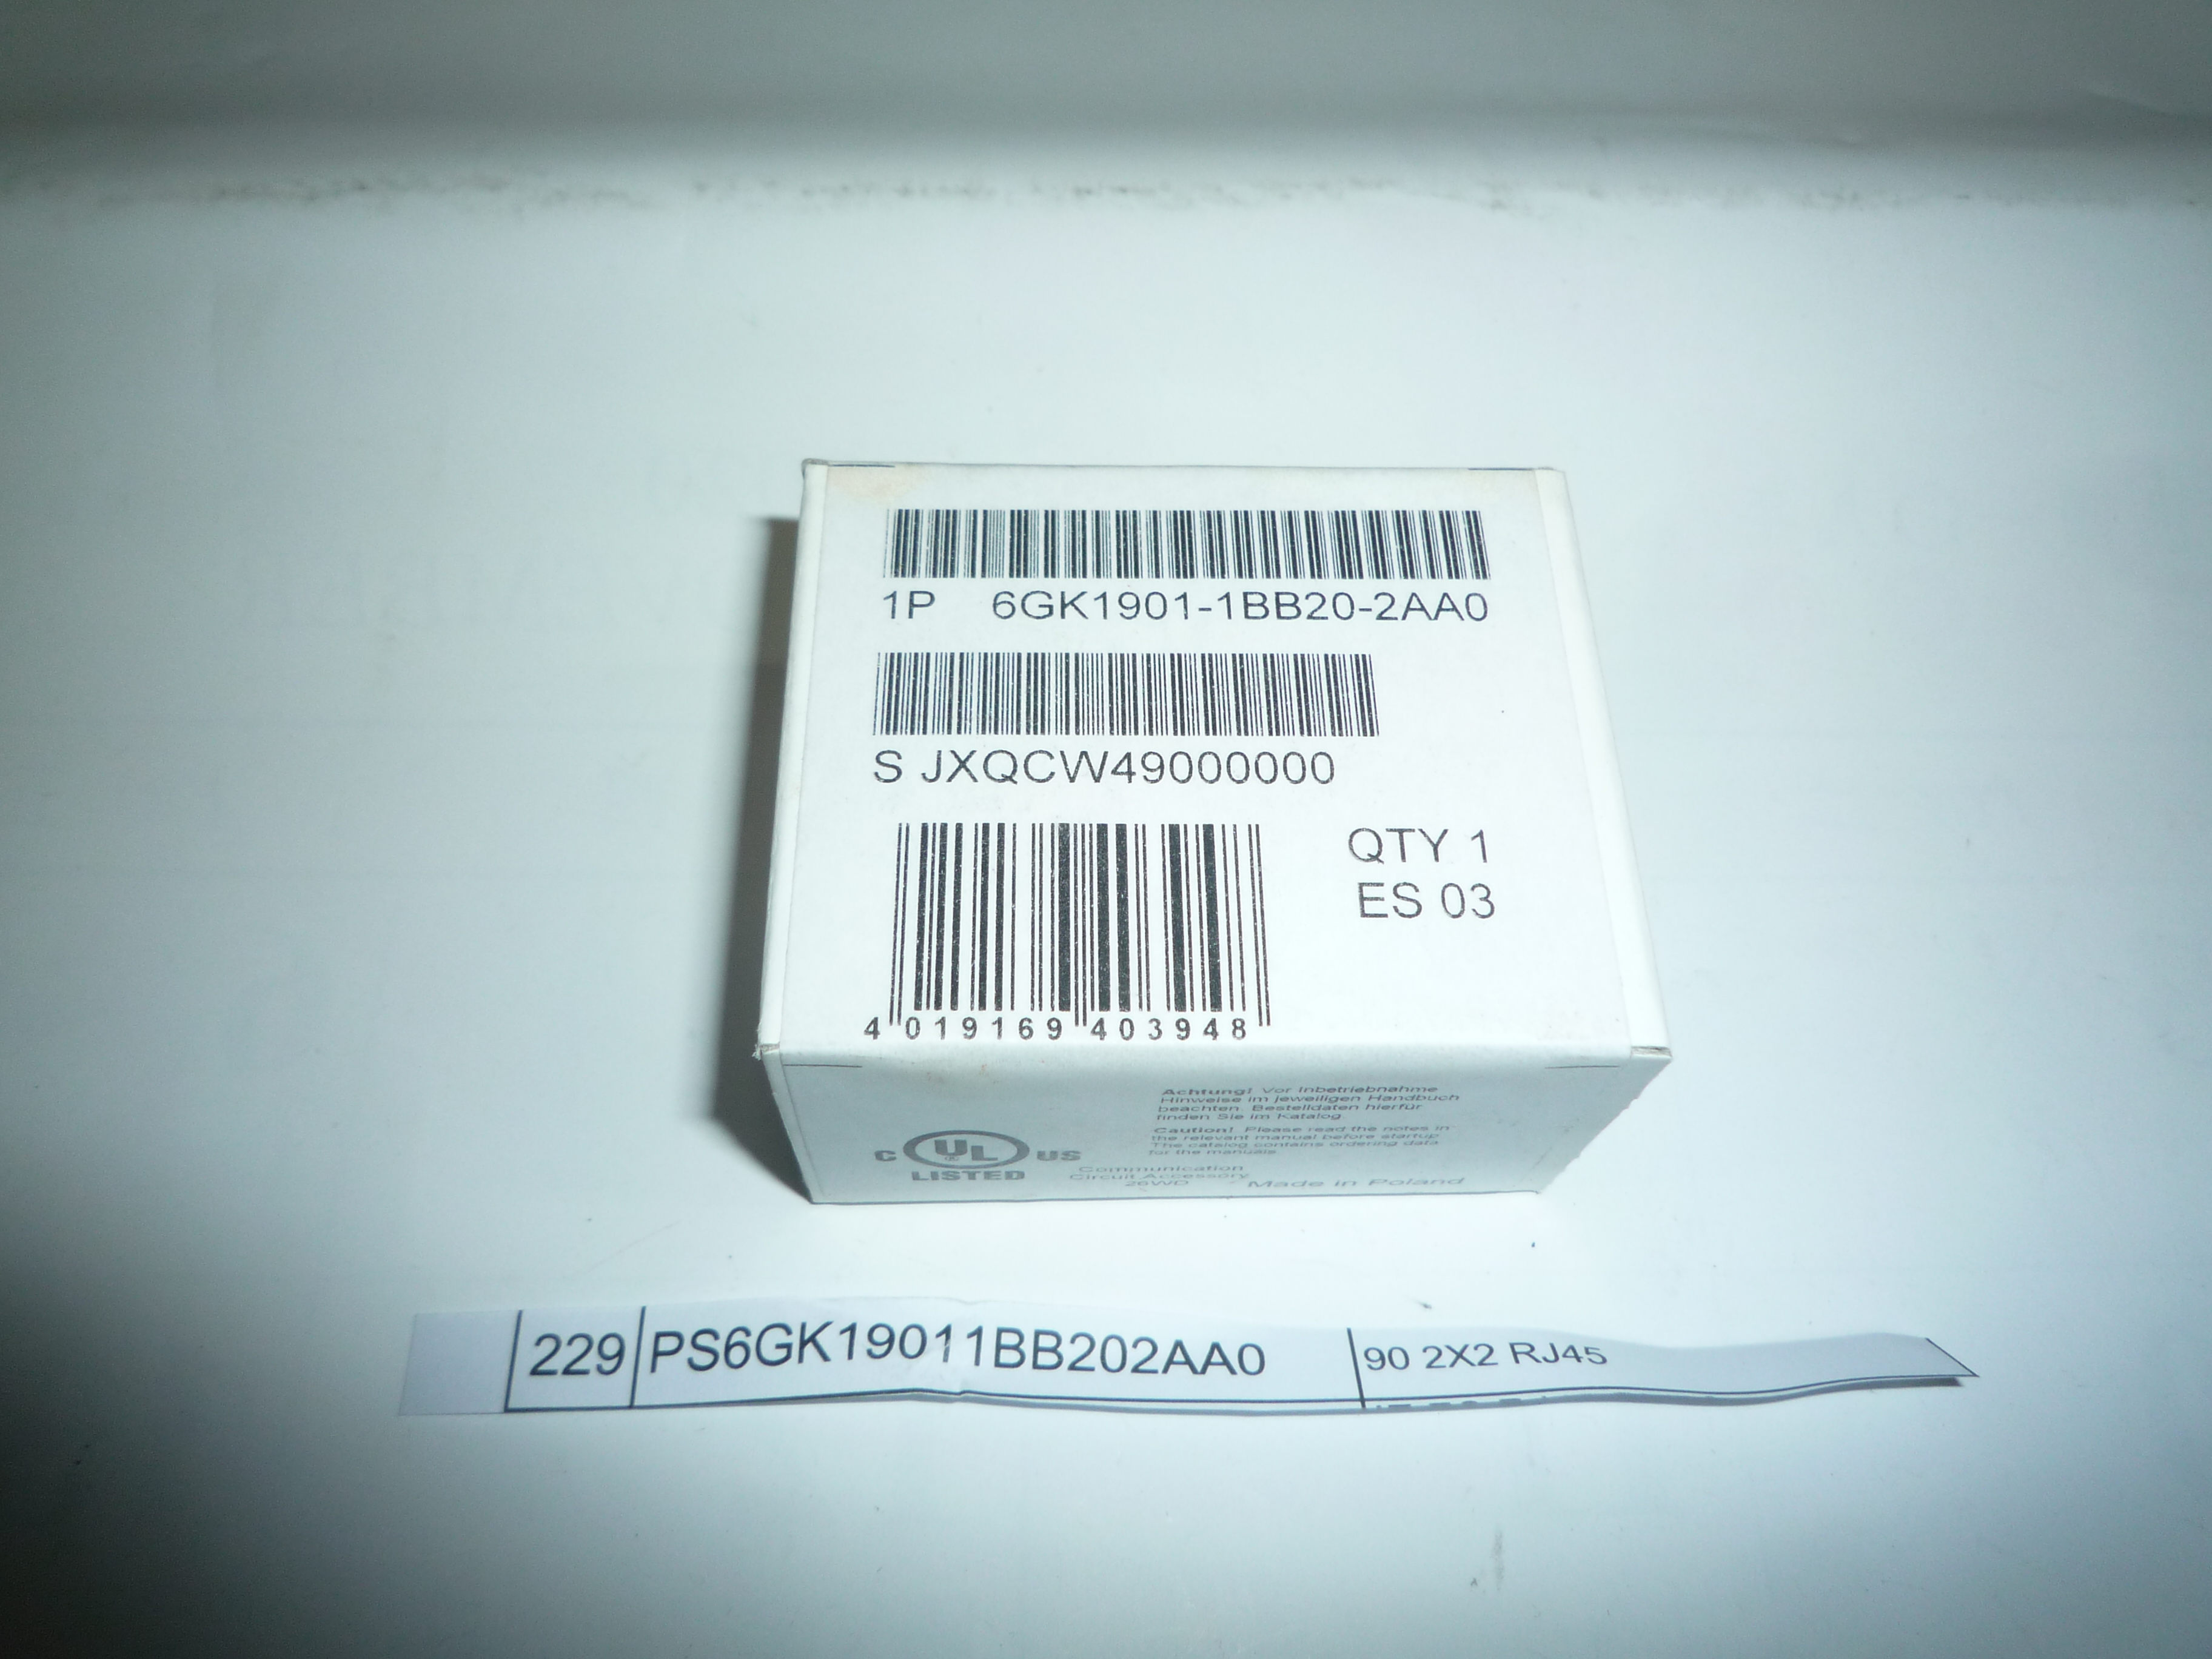 1P 6GK1901-1BB20-2AA0
S JXQCW49000000
QTY 1
ES 03
4 019169 403948
Achtung! Vor Inbetriebnahme
Hinweise im jeweiligen Handbuch
beachten. Bestelldaten hierfür
finden Sie im Katalog
Caution! Please read the notes in
the relevant manual before startup
The catalog contains ordering data
for the manuals.
C UL US
®
LISTED
Communication
Circuit Accessory
26WD
Made in Poland
229 PS6GK19011BB202AA0 90 2X2 RJ45